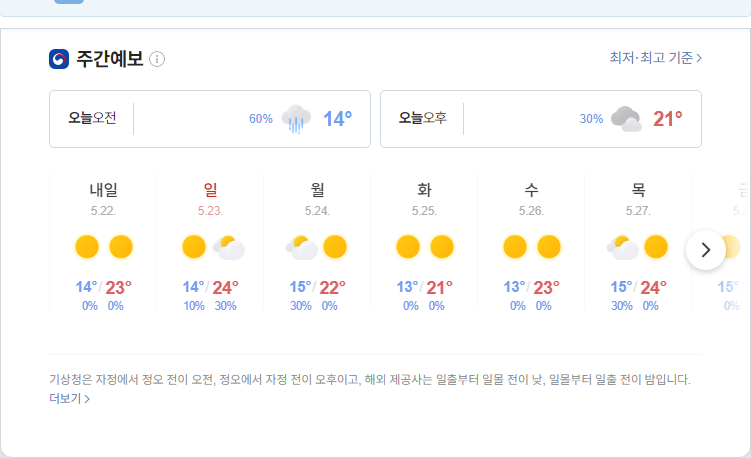 주간예보
최저·최고 기준
오늘오전 60% 14°
오늘오후 30% 21°
내일 일 월 화 수 목
5.22. 5.23. 5.24. 5.25. 5.26. 5.27. 5.
14°/23° 14°/24° 15°/22° 13°/21° 13°/23° 15°/24° 15°
0% 0% 10% 30% 30% 0% 0% 0% 0% 0% 30% 0% 0%
기상청은 자정에서 정오 전이 오전, 정오에서 자정 전이 오후이고, 해외 제공사는 일출부터 일몰 전이 낮, 일몰부터 일출 전이 밤입니다.
더보기